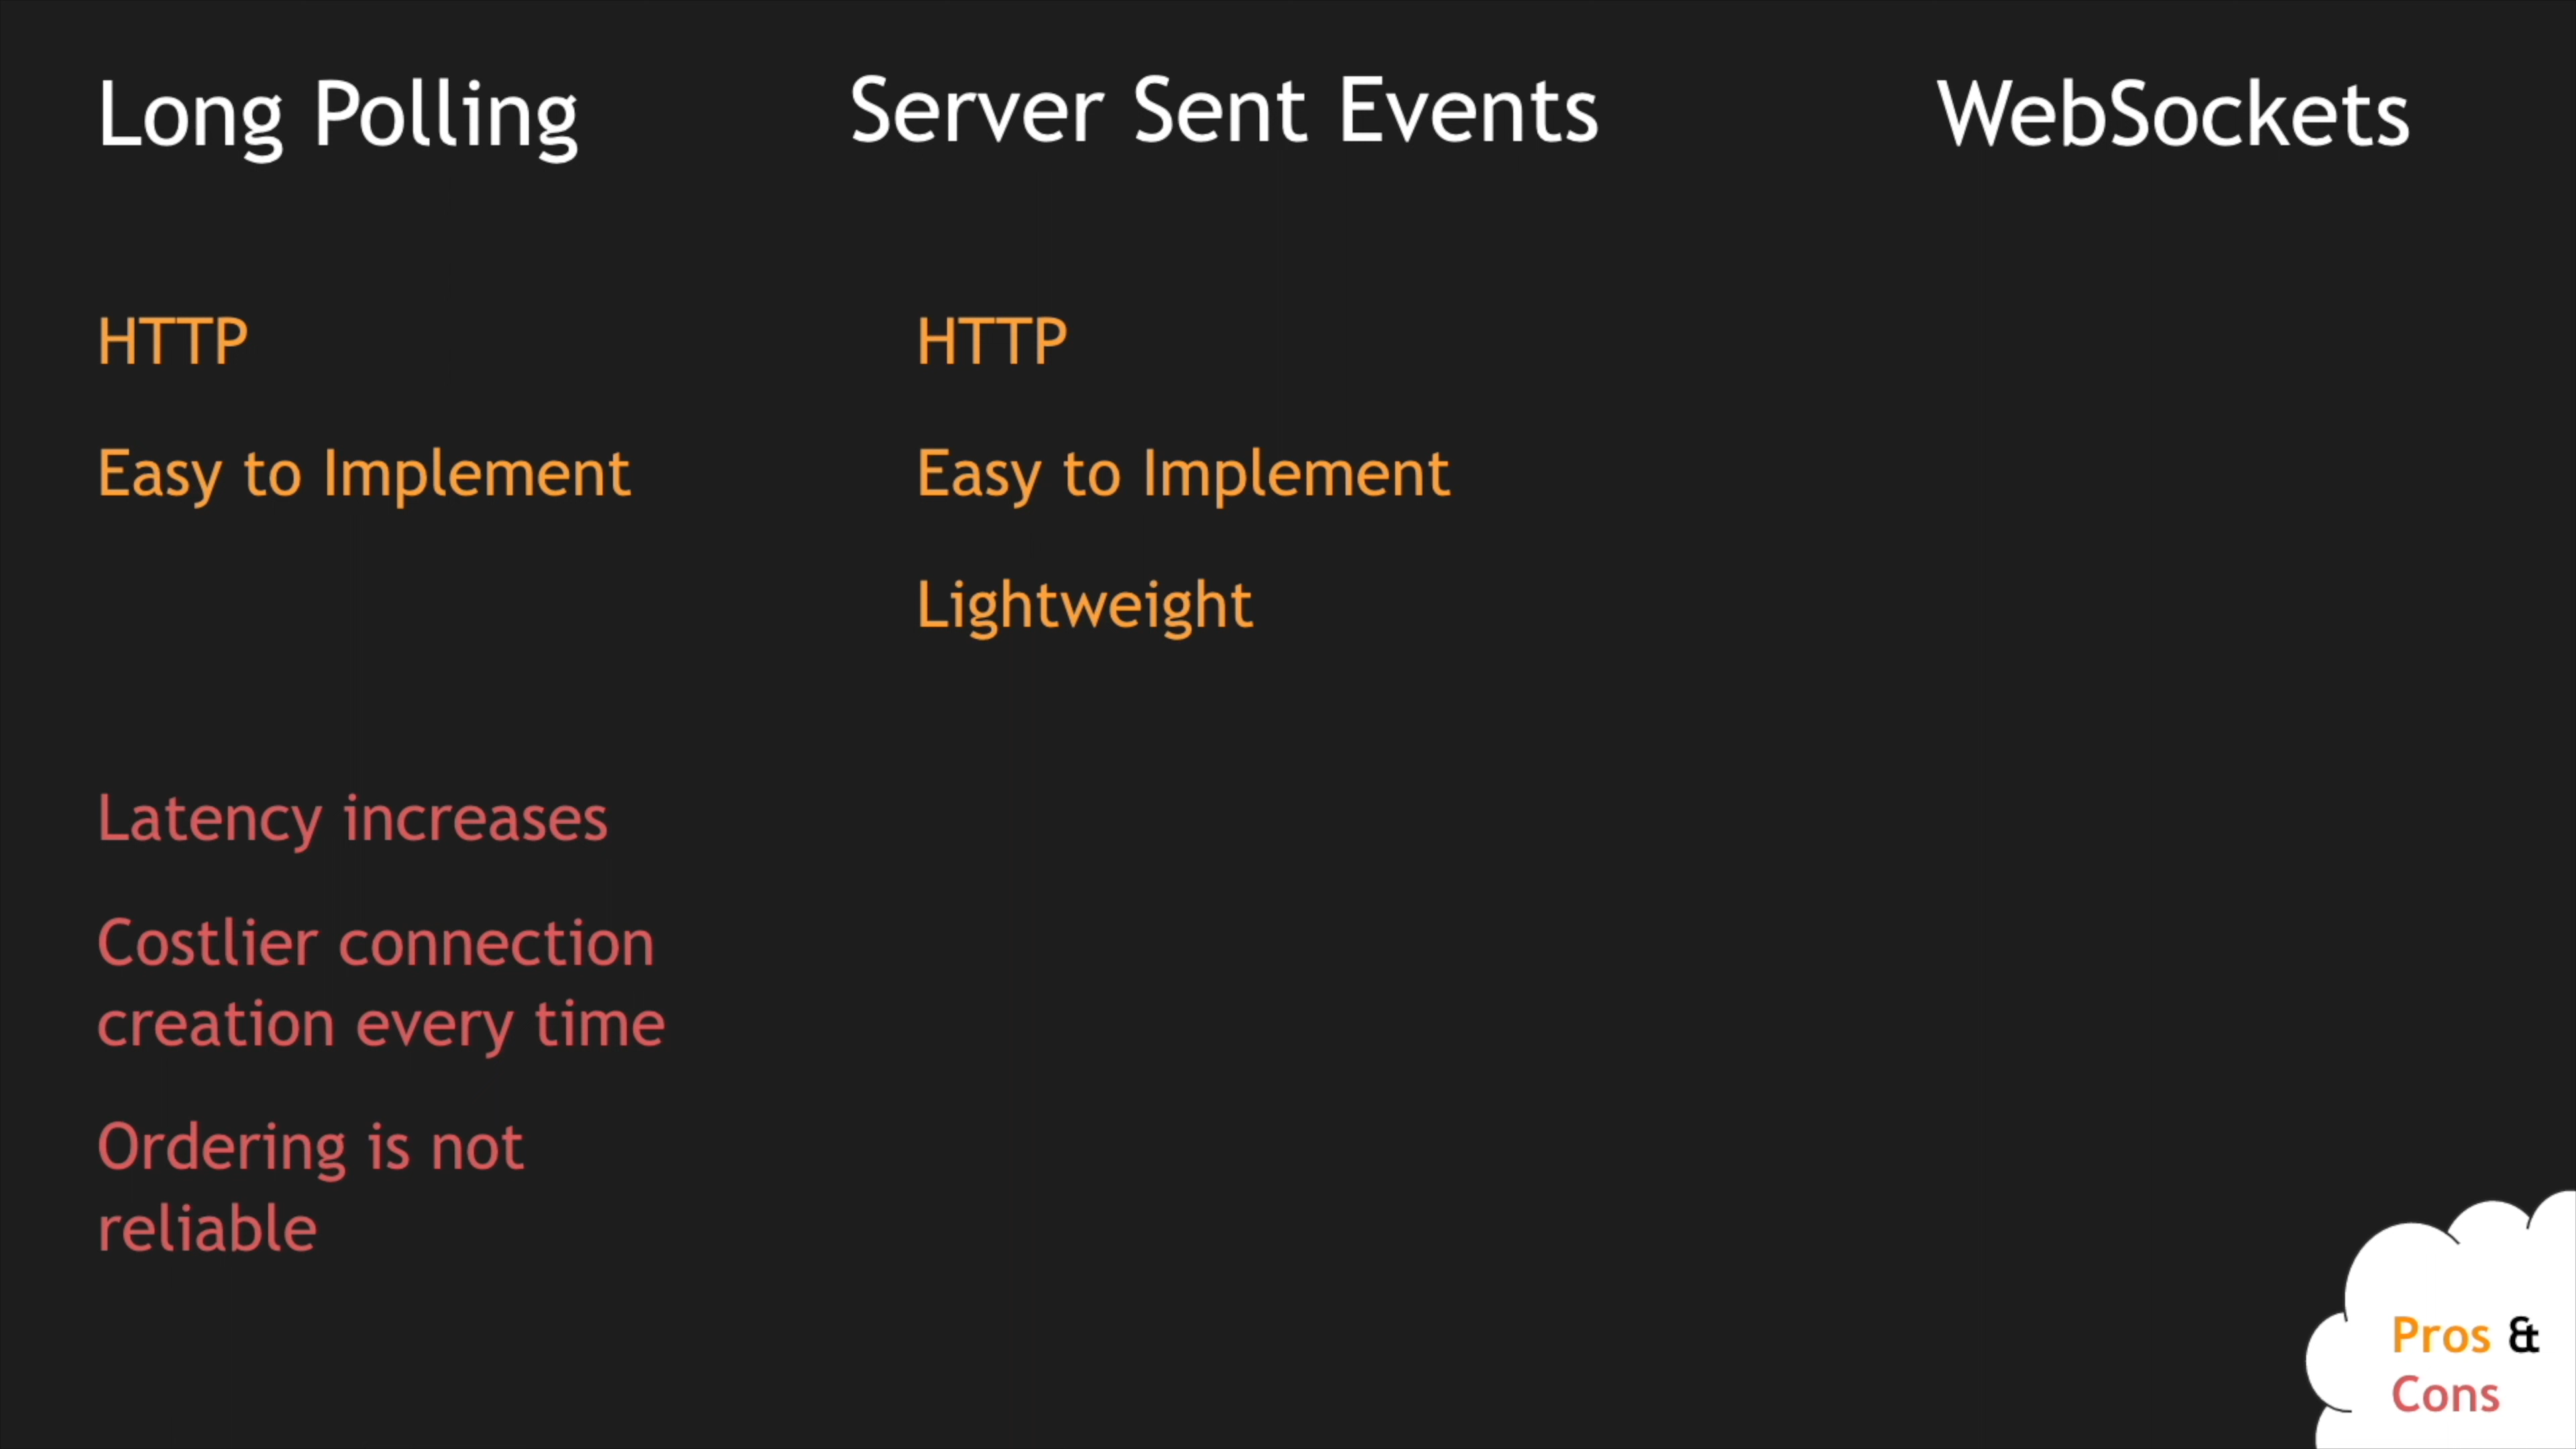 Long Polling
Server Sent Events
WebSockets
HTTP
Easy to Implement
Latency increases
Costlier connection
creation every time
Ordering is not
reliable
HTTP
Easy to Implement
Lightweight
Pros &
Cons